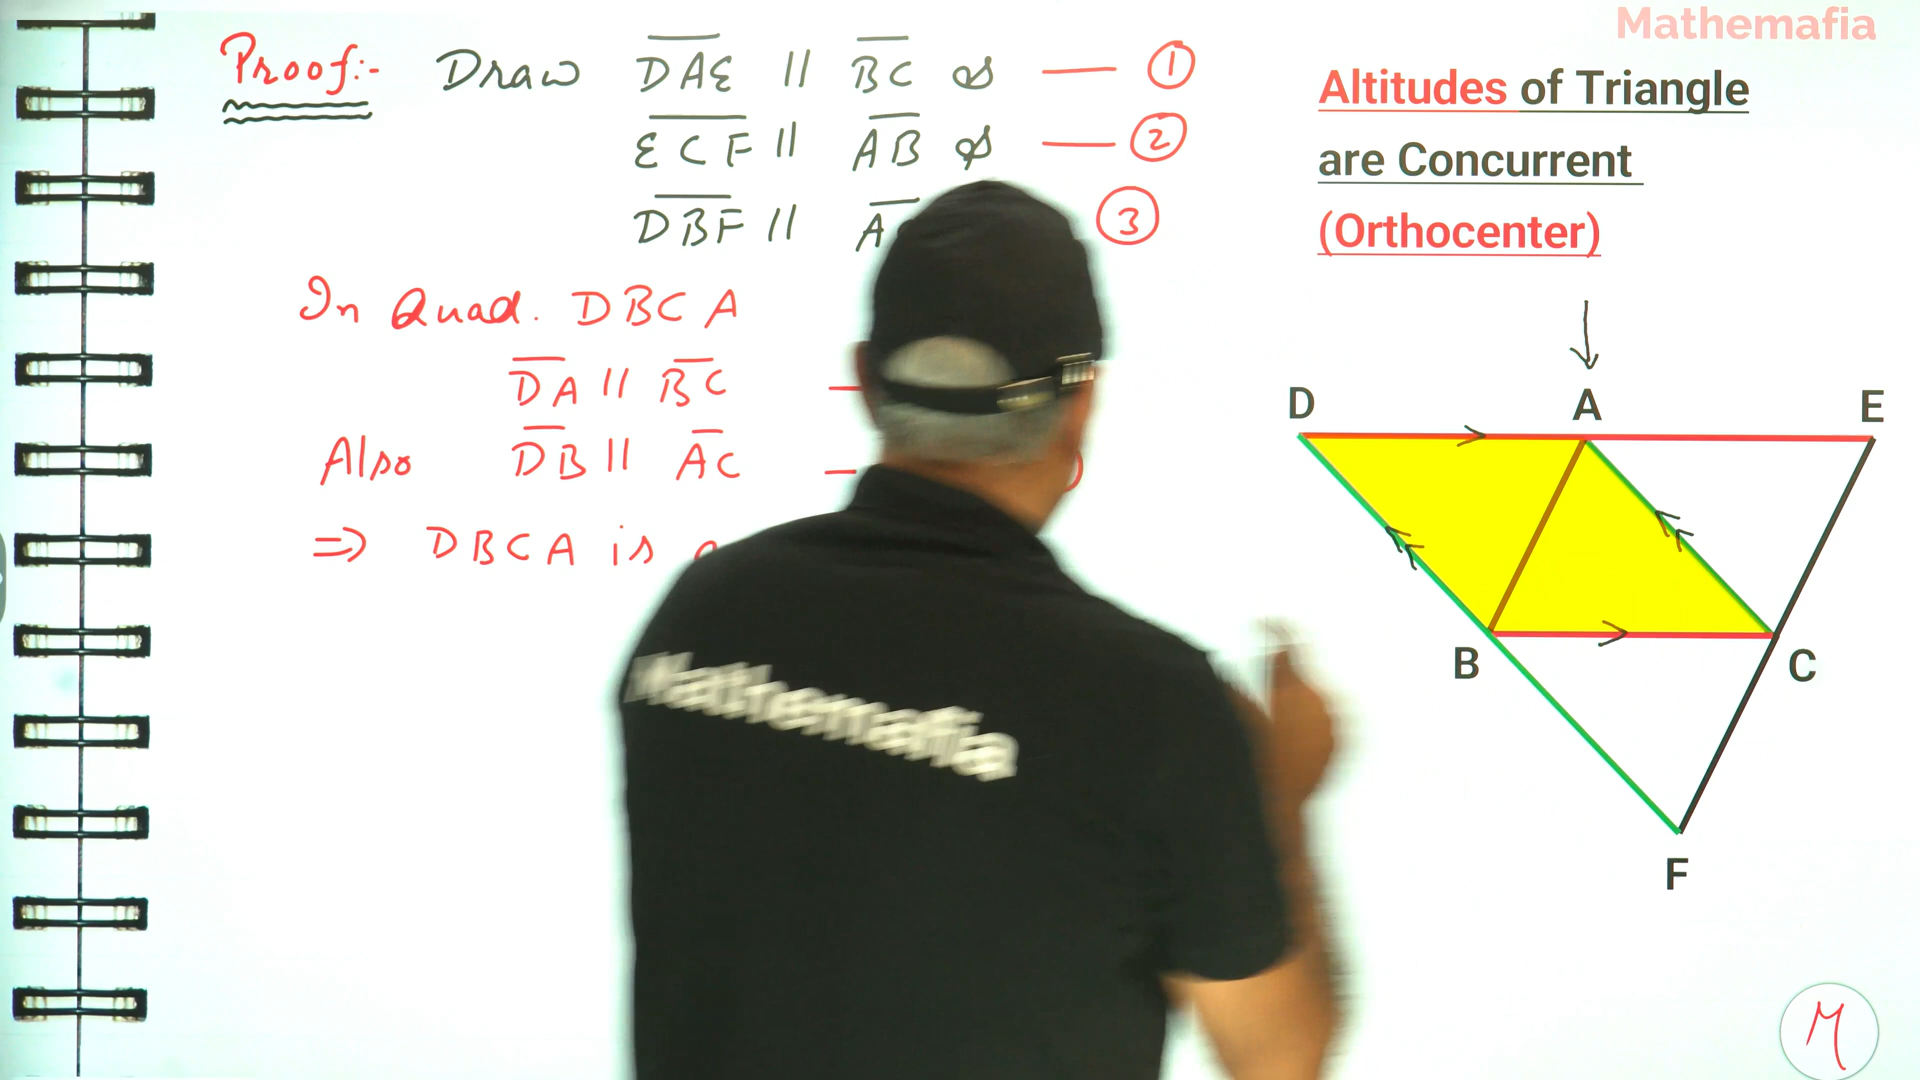 Mathemafia
Proof:- Draw DAE || BC & — ①
ECF || AB & — ②
DBF || A ③
In Quad. DBCA
DA || BC —
Also DB || AC —
⇒ DBCA is
Altitudes of Triangle
are Concurrent
(Orthocenter)
D A E
B C
F
Mathemafia
M